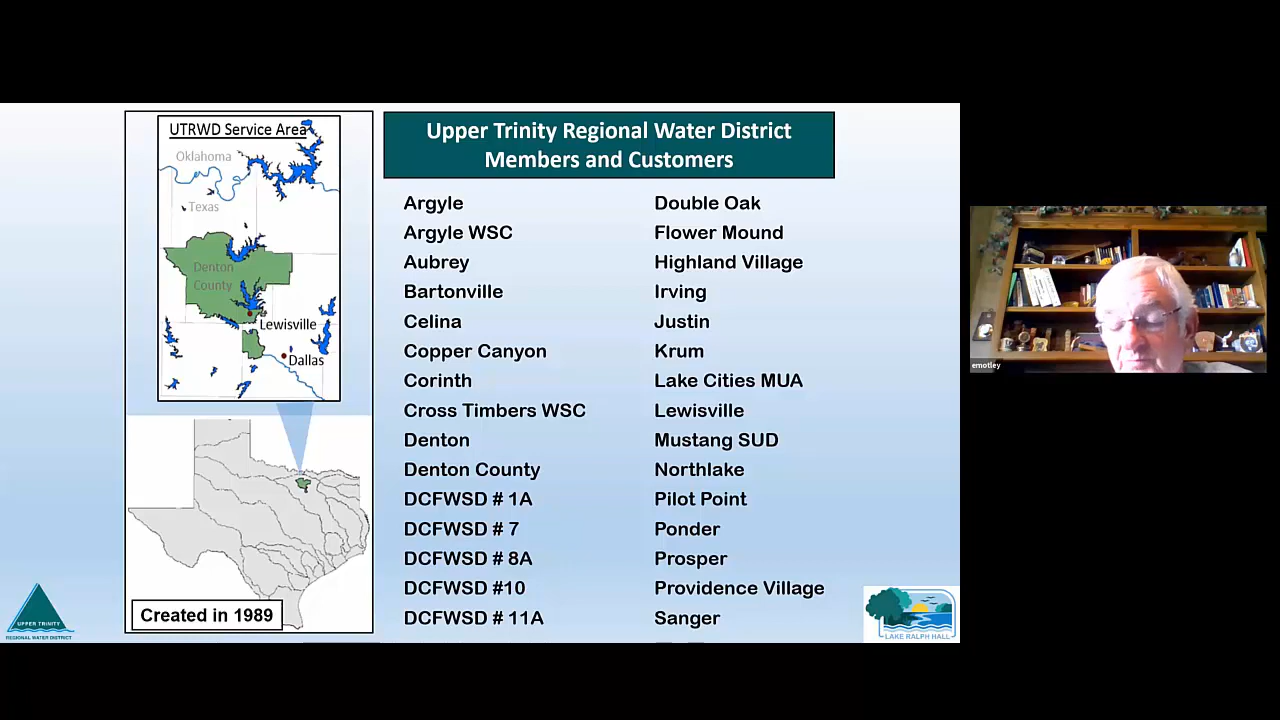 UTRWD Service Area
Oklahoma
Texas
Denton
County
Lewisville
Dallas
Created in 1989
UPPER TRINITY
REGIONAL WATER DISTRICT
Upper Trinity Regional Water District
Members and Customers
Argyle
Argyle WSC
Aubrey
Bartonville
Celina
Copper Canyon
Corinth
Cross Timbers WSC
Denton
Denton County
DCFWSD # 1A
DCFWSD # 7
DCFWSD # 8A
DCFWSD #10
DCFWSD # 11A
Double Oak
Flower Mound
Highland Village
Irving
Justin
Krum
Lake Cities MUA
Lewisville
Mustang SUD
Northlake
Pilot Point
Ponder
Prosper
Providence Village
Sanger
LAKE RALPH HALL
emotley